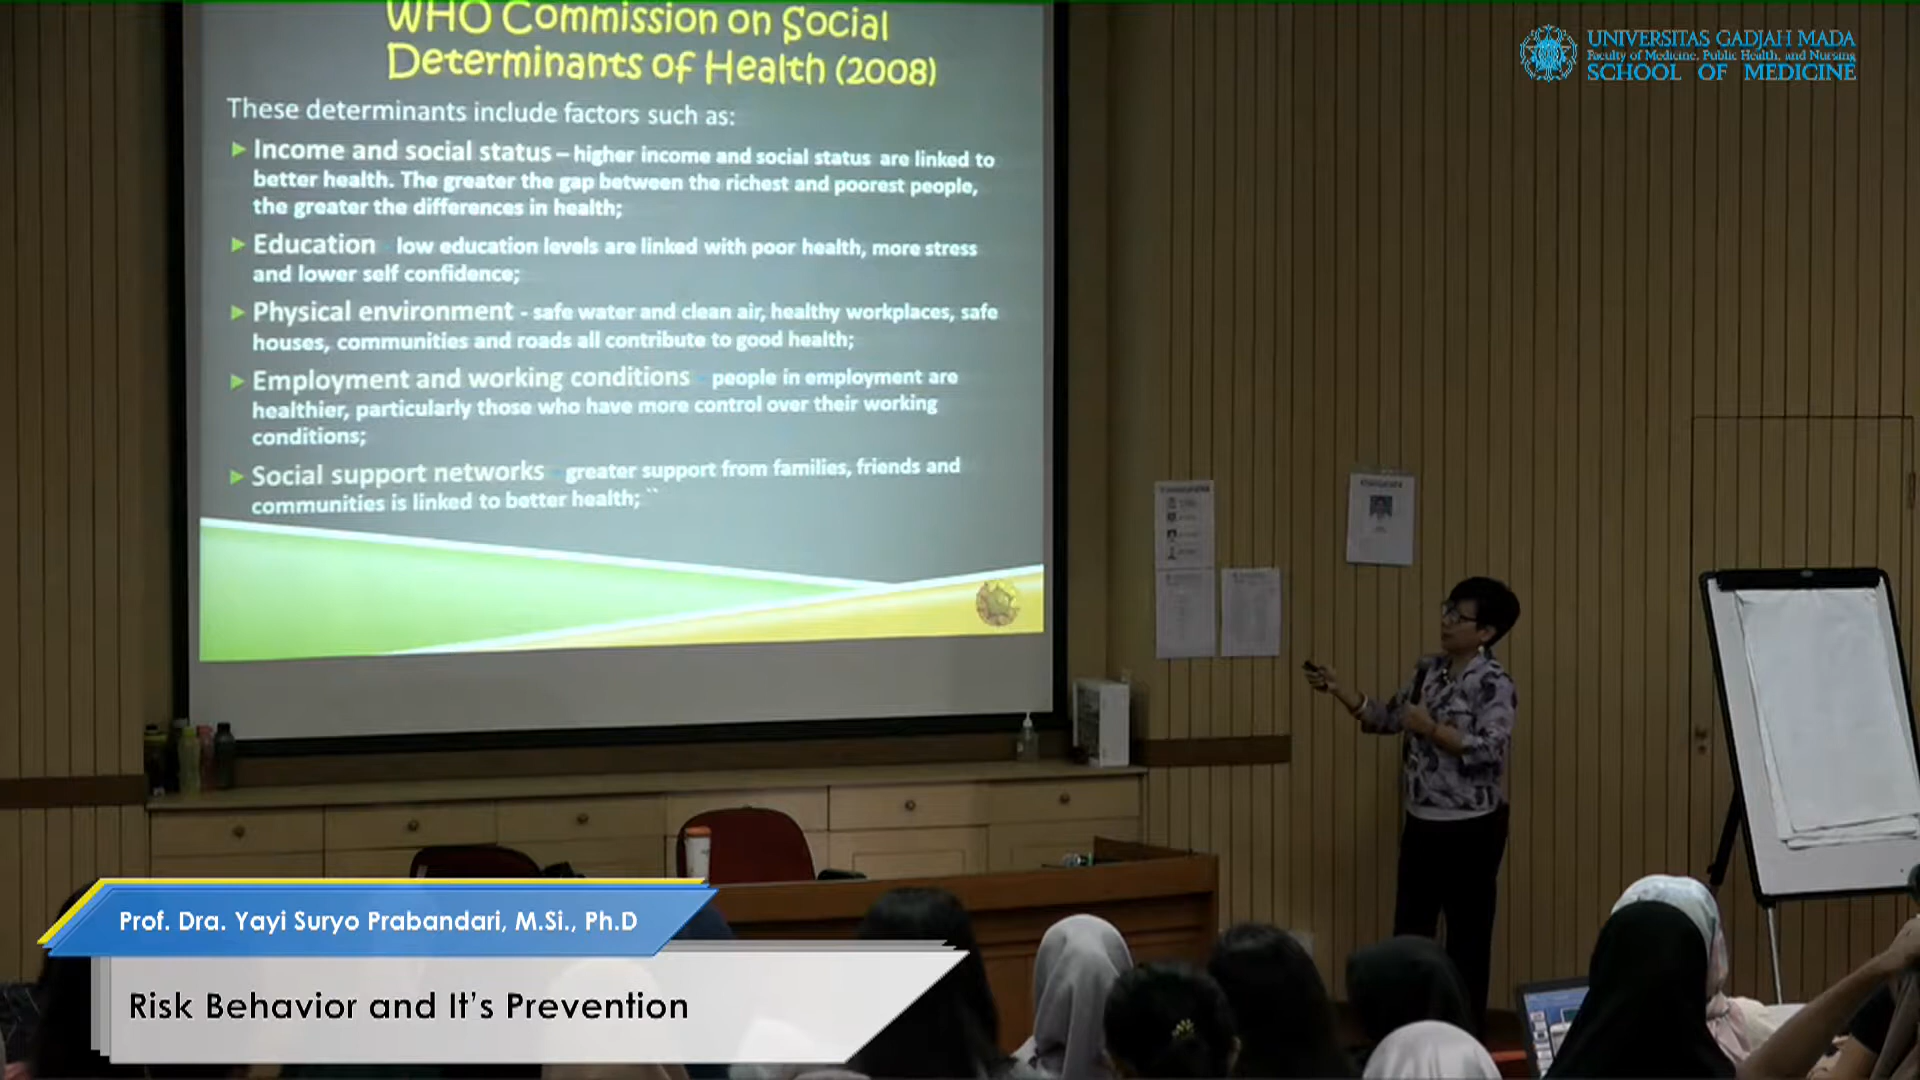 WHO Commission on Social
Determinants of Health (2008)
These determinants include factors such as:
Income and social status – higher income and social status are linked to
better health. The greater the gap between the richest and poorest people,
the greater the differences in health;
Education - low education levels are linked with poor health, more stress
and lower self confidence;
Physical environment - safe water and clean air, healthy workplaces, safe
houses, communities and roads all contribute to good health;
Employment and working conditions - people in employment are
healthier, particularly those who have more control over their working
conditions;
Social support networks - greater support from families, friends and
communities is linked to better health; ``
UNIVERSITAS GADJAH MADA
Faculty of Medicine, Public Health, and Nursing
SCHOOL OF MEDICINE
Prof. Dra. Yayi Suryo Prabandari, M.Si., Ph.D
Risk Behavior and It's Prevention